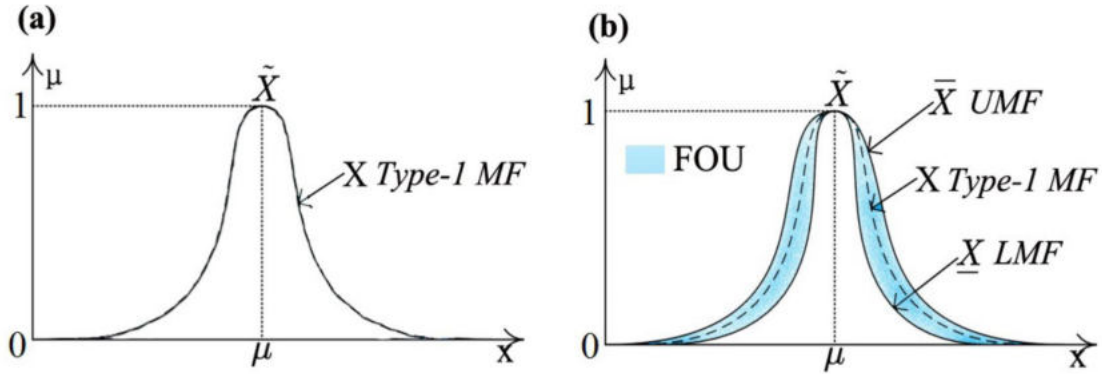 (a)
μ
X̃
1
X Type-1 MF
0
μ
x
(b)
μ
X̃
1
X̅ UMF
FOU
X Type-1 MF
X̲ LMF
0
μ
x